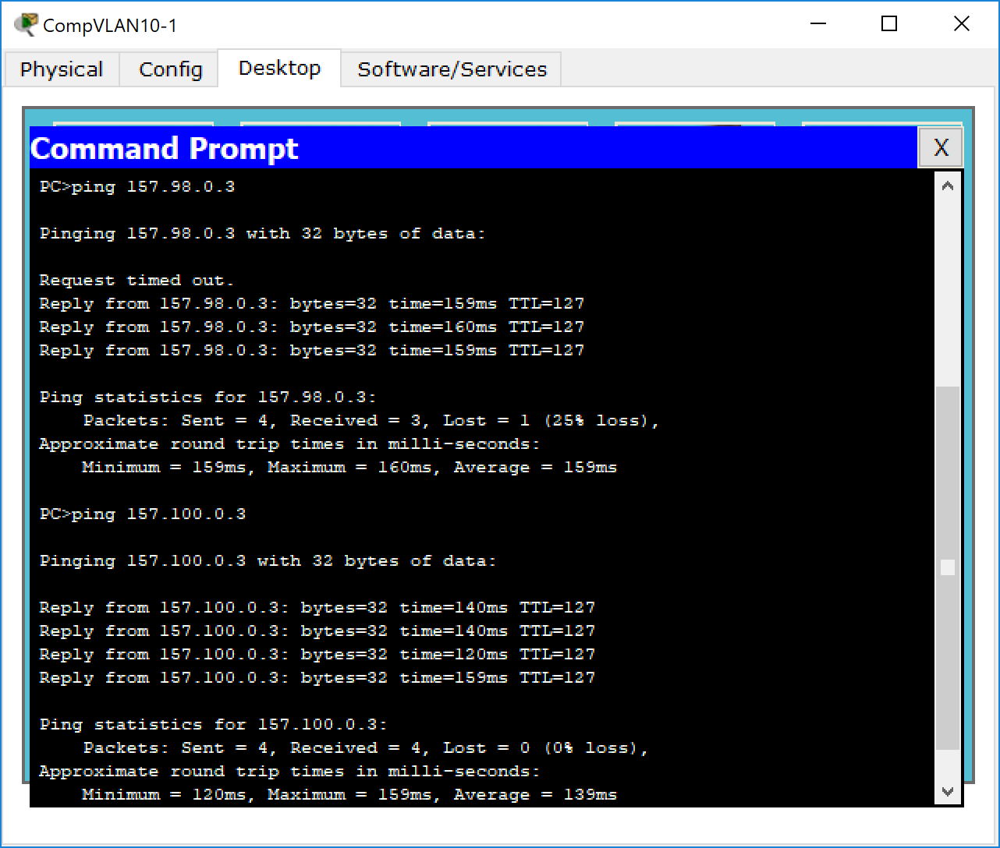 CompVLAN10-1
Physical Config Desktop Software/Services
Command Prompt X
PC>ping 157.98.0.3
Pinging 157.98.0.3 with 32 bytes of data:
Request timed out.
Reply from 157.98.0.3: bytes=32 time=159ms TTL=127
Reply from 157.98.0.3: bytes=32 time=160ms TTL=127
Reply from 157.98.0.3: bytes=32 time=159ms TTL=127
Ping statistics for 157.98.0.3:
Packets: Sent = 4, Received = 3, Lost = 1 (25% loss),
Approximate round trip times in milli-seconds:
Minimum = 159ms, Maximum = 160ms, Average = 159ms
PC>ping 157.100.0.3
Pinging 157.100.0.3 with 32 bytes of data:
Reply from 157.100.0.3: bytes=32 time=140ms TTL=127
Reply from 157.100.0.3: bytes=32 time=140ms TTL=127
Reply from 157.100.0.3: bytes=32 time=120ms TTL=127
Reply from 157.100.0.3: bytes=32 time=159ms TTL=127
Ping statistics for 157.100.0.3:
Packets: Sent = 4, Received = 4, Lost = 0 (0% loss),
Approximate round trip times in milli-seconds:
Minimum = 120ms, Maximum = 159ms, Average = 139ms